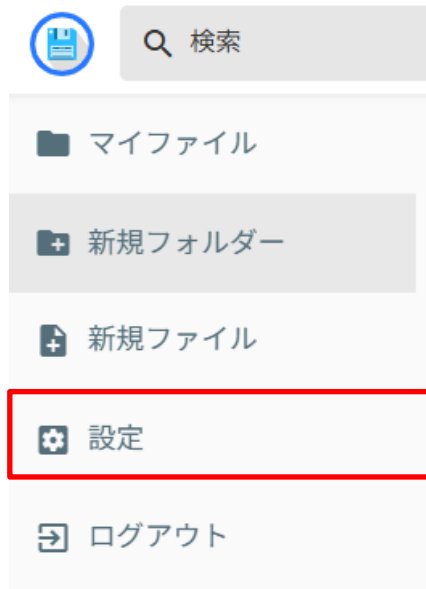 検索
マイファイル
新規フォルダー
新規ファイル
設定
ログアウト